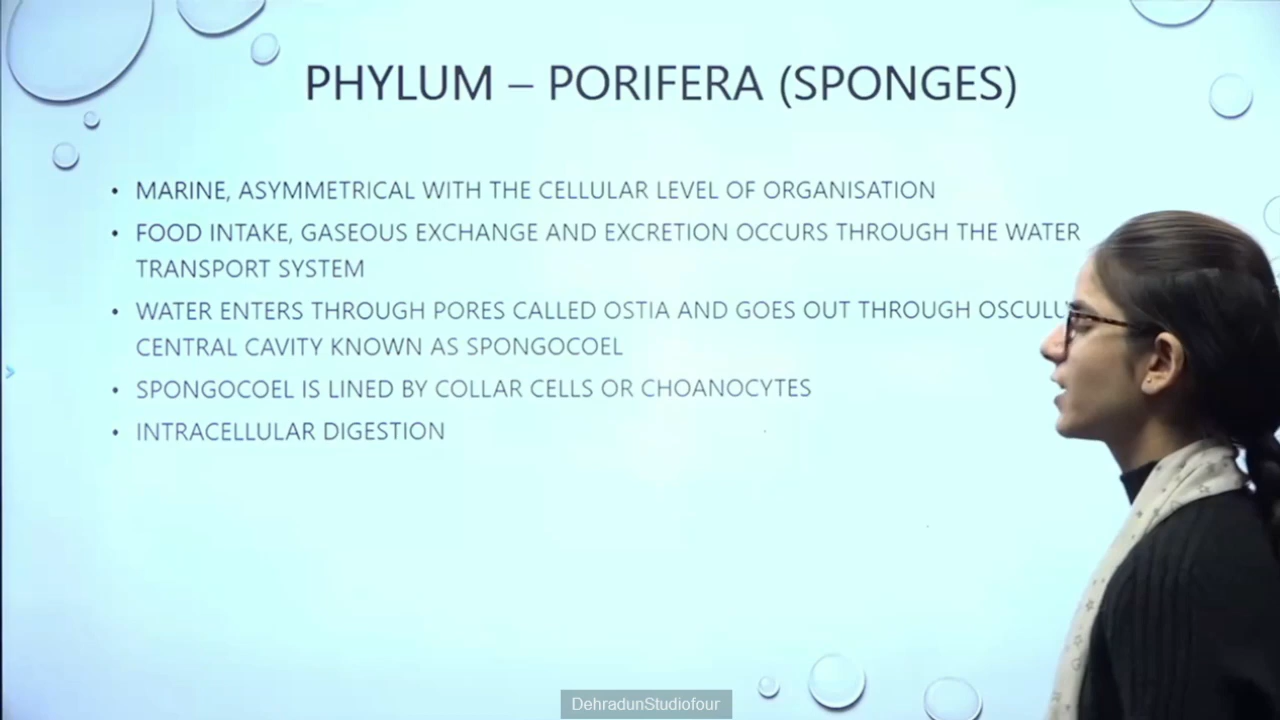 PHYLUM – PORIFERA (SPONGES)
• MARINE, ASYMMETRICAL WITH THE CELLULAR LEVEL OF ORGANISATION
• FOOD INTAKE, GASEOUS EXCHANGE AND EXCRETION OCCURS THROUGH THE WATER
TRANSPORT SYSTEM
• WATER ENTERS THROUGH PORES CALLED OSTIA AND GOES OUT THROUGH
CENTRAL CAVITY KNOWN AS SPONGOCOEL
• SPONGOCOEL IS LINED BY COLLAR CELLS OR CHOANOCYTES
• INTRACELLULAR DIGESTION
DehradunStudiofour